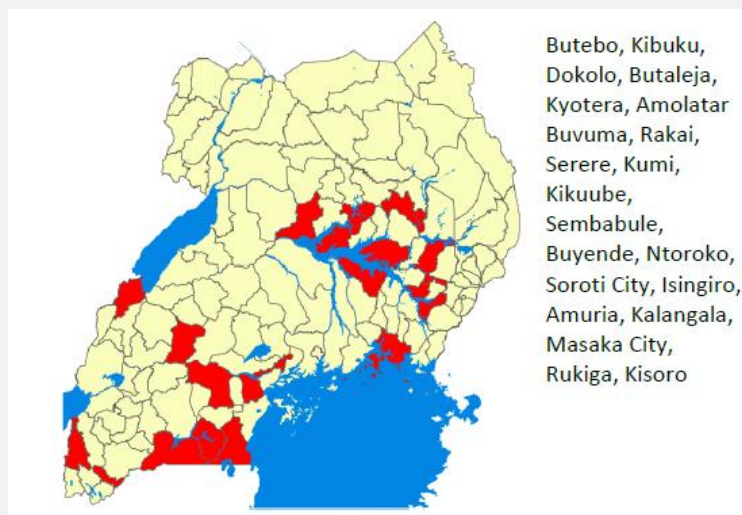 Butebo, Kibuku,
Dokolo, Butaleja,
Kyotera, Amolatar
Buvuma, Rakai,
Serere, Kumi,
Kikuube,
Sembabule,
Buyende, Ntoroko,
Soroti City, Isingiro,
Amuria, Kalangala,
Masaka City,
Rukiga, Kisoro